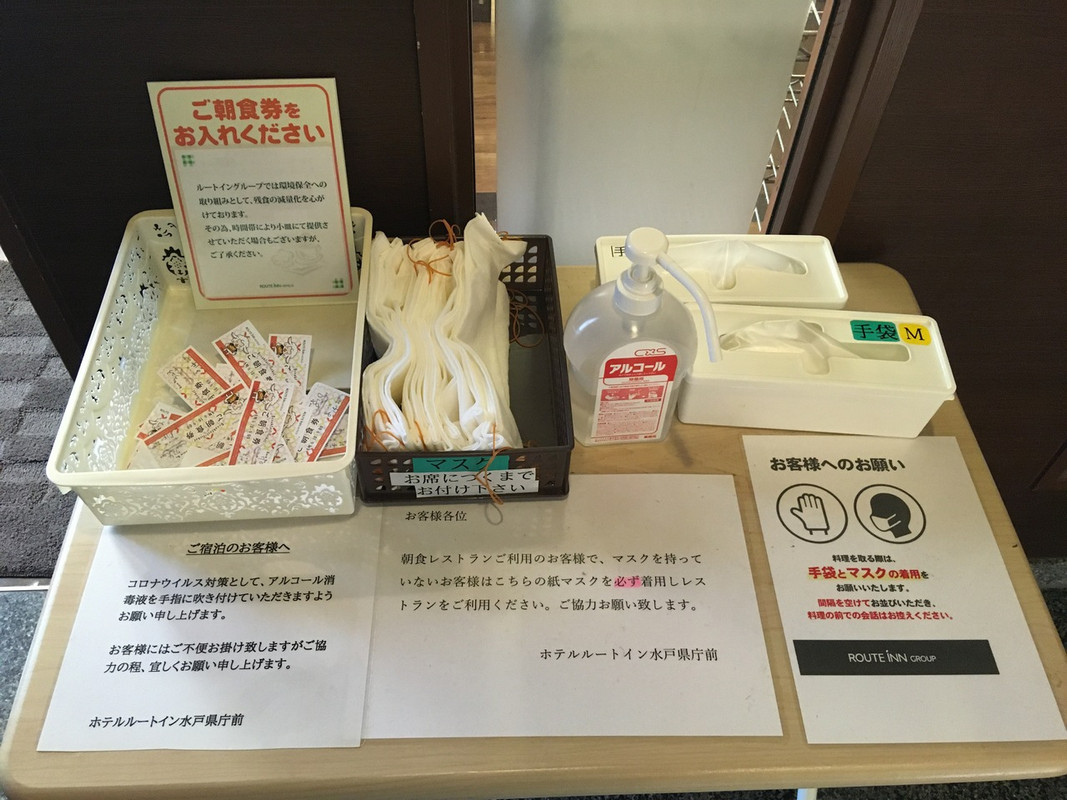 ご朝食券を
お入れください
ルートイングループでは環境保全への
取り組みとして、残食の減量化を心が
けております。
その為、時間帯により小皿にて提供さ
せていただく場合もございますが、
ご了承ください。
朝食券
朝食券
朝食券
マスク
お席につくまで
お付け下さい
アルコール
手
手袋 M
ご宿泊のお客様へ
コロナウイルス対策として、アルコール消
毒液を手指に吹き付けていただきますよう
お願い申し上げます。
お客様にはご不便お掛け致しますがご協
力の程、宜しくお願い申し上げます。
ホテルルートイン水戸県庁前
お客様各位
朝食レストランご利用のお客様で、マスクを持って
いないお客様はこちらの紙マスクを必ず着用しレス
トランをご利用ください。ご協力お願い致します。
ホテルルートイン水戸県庁前
お客様へのお願い
料理を取る際は、
手袋とマスクの着用を
お願いいたします。
間隔を空けてお並びいただき、
料理の前での会話はお控えください。
ROUTE INN GROUP